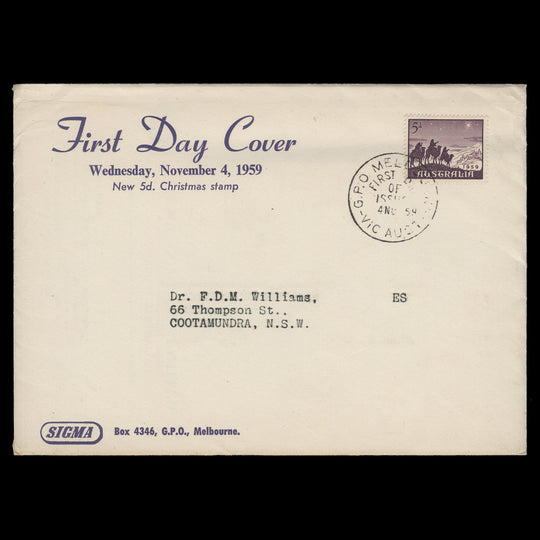 First Day Cover
Wednesday, November 4, 1959
New 5d. Christmas stamp
5D
1959
AUSTRALIA
G.P.O MELB
FIRST D
OF
ISSUE
4NO 59
VIC AUST
Dr. F.D.M. Williams, ES
66 Thompson St.,
COOTAMUNDRA, N.S.W.
SIGMA Box 4346, G.P.O., Melbourne.